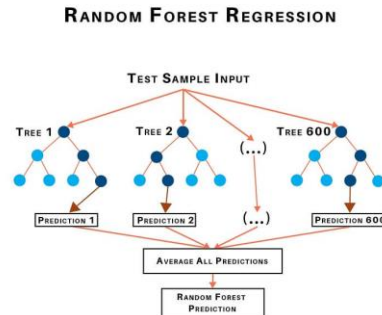 RANDOM FOREST REGRESSION
TEST SAMPLE INPUT
TREE 1
TREE 2
(...)
TREE 600
PREDICTION 1
PREDICTION 2
(...)
PREDICTION 600
AVERAGE ALL PREDICTIONS
RANDOM FOREST
PREDICTION